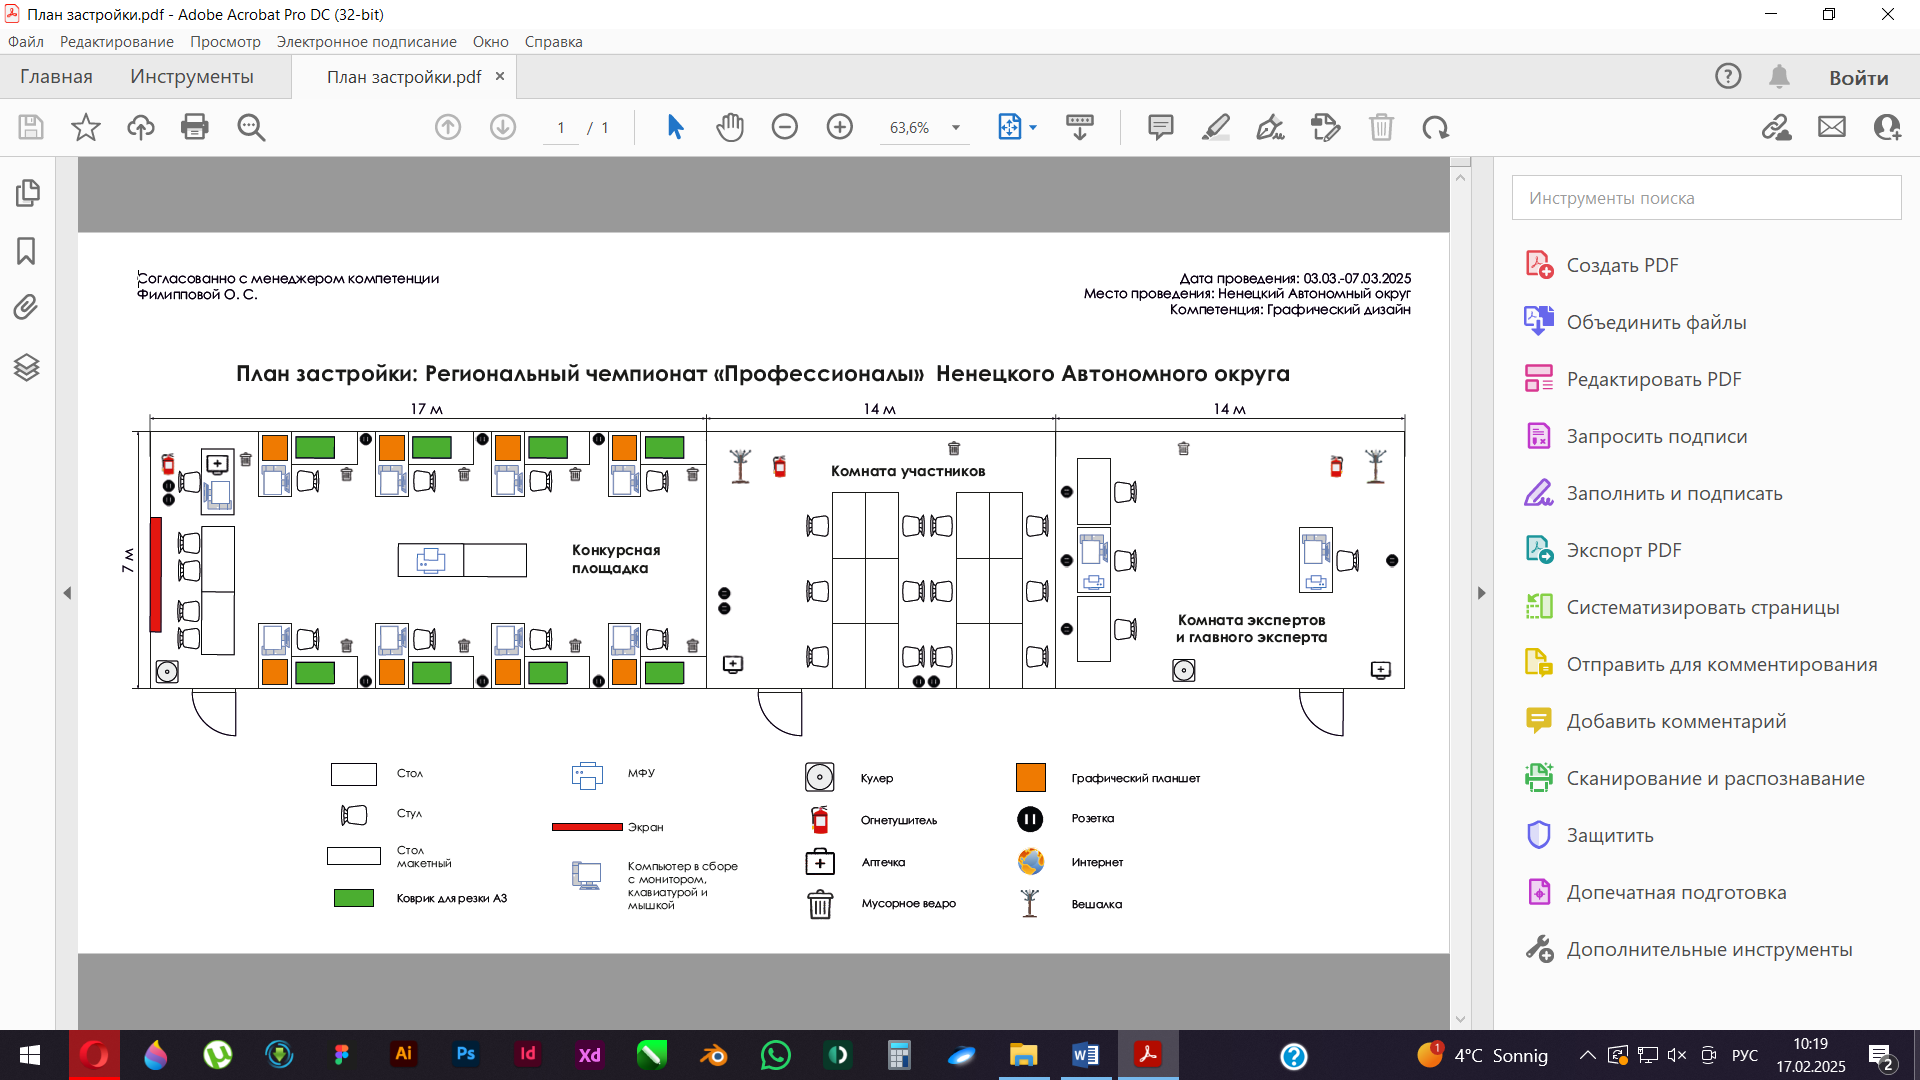 План застройки.pdf - Adobe Acrobat Pro DC (32-bit)
Файл Редактирование Просмотр Электронное подписание Окно Справка
Главная Инструменты План застройки.pdf × Войти
1 / 1 63,6%
Инструменты поиска
Создать PDF
Объединить файлы
Редактировать PDF
Запросить подписи
Заполнить и подписать
Экспорт PDF
Систематизировать страницы
Отправить для комментирования
Добавить комментарий
Сканирование и распознавание
Защитить
Допечатная подготовка
Дополнительные инструменты
Согласованно с менеджером компетенции
Филипповой О. С.
Дата проведения: 03.03.-07.03.2025
Место проведения: Ненецкий Автономный округ
Компетенция: Графический дизайн
План застройки: Региональный чемпионат «Профессионалы» Ненецкого Автономного округа
17 м 14 м 14 м
7 м
Конкурсная
площадка
Комната участников
Комната экспертов
и главного эксперта
Стол
Стул
Стол
макетный
Коврик для резки А3
МФУ
Экран
Компьютер в сборе
с монитором,
клавиатурой и
мышкой
Кулер
Огнетушитель
Аптечка
Мусорное ведро
Графический планшет
Розетка
Интернет
Вешалка
Ai Ps Id Xd
1 4°C Sonnig РУС 10:19
17.02.2025
2